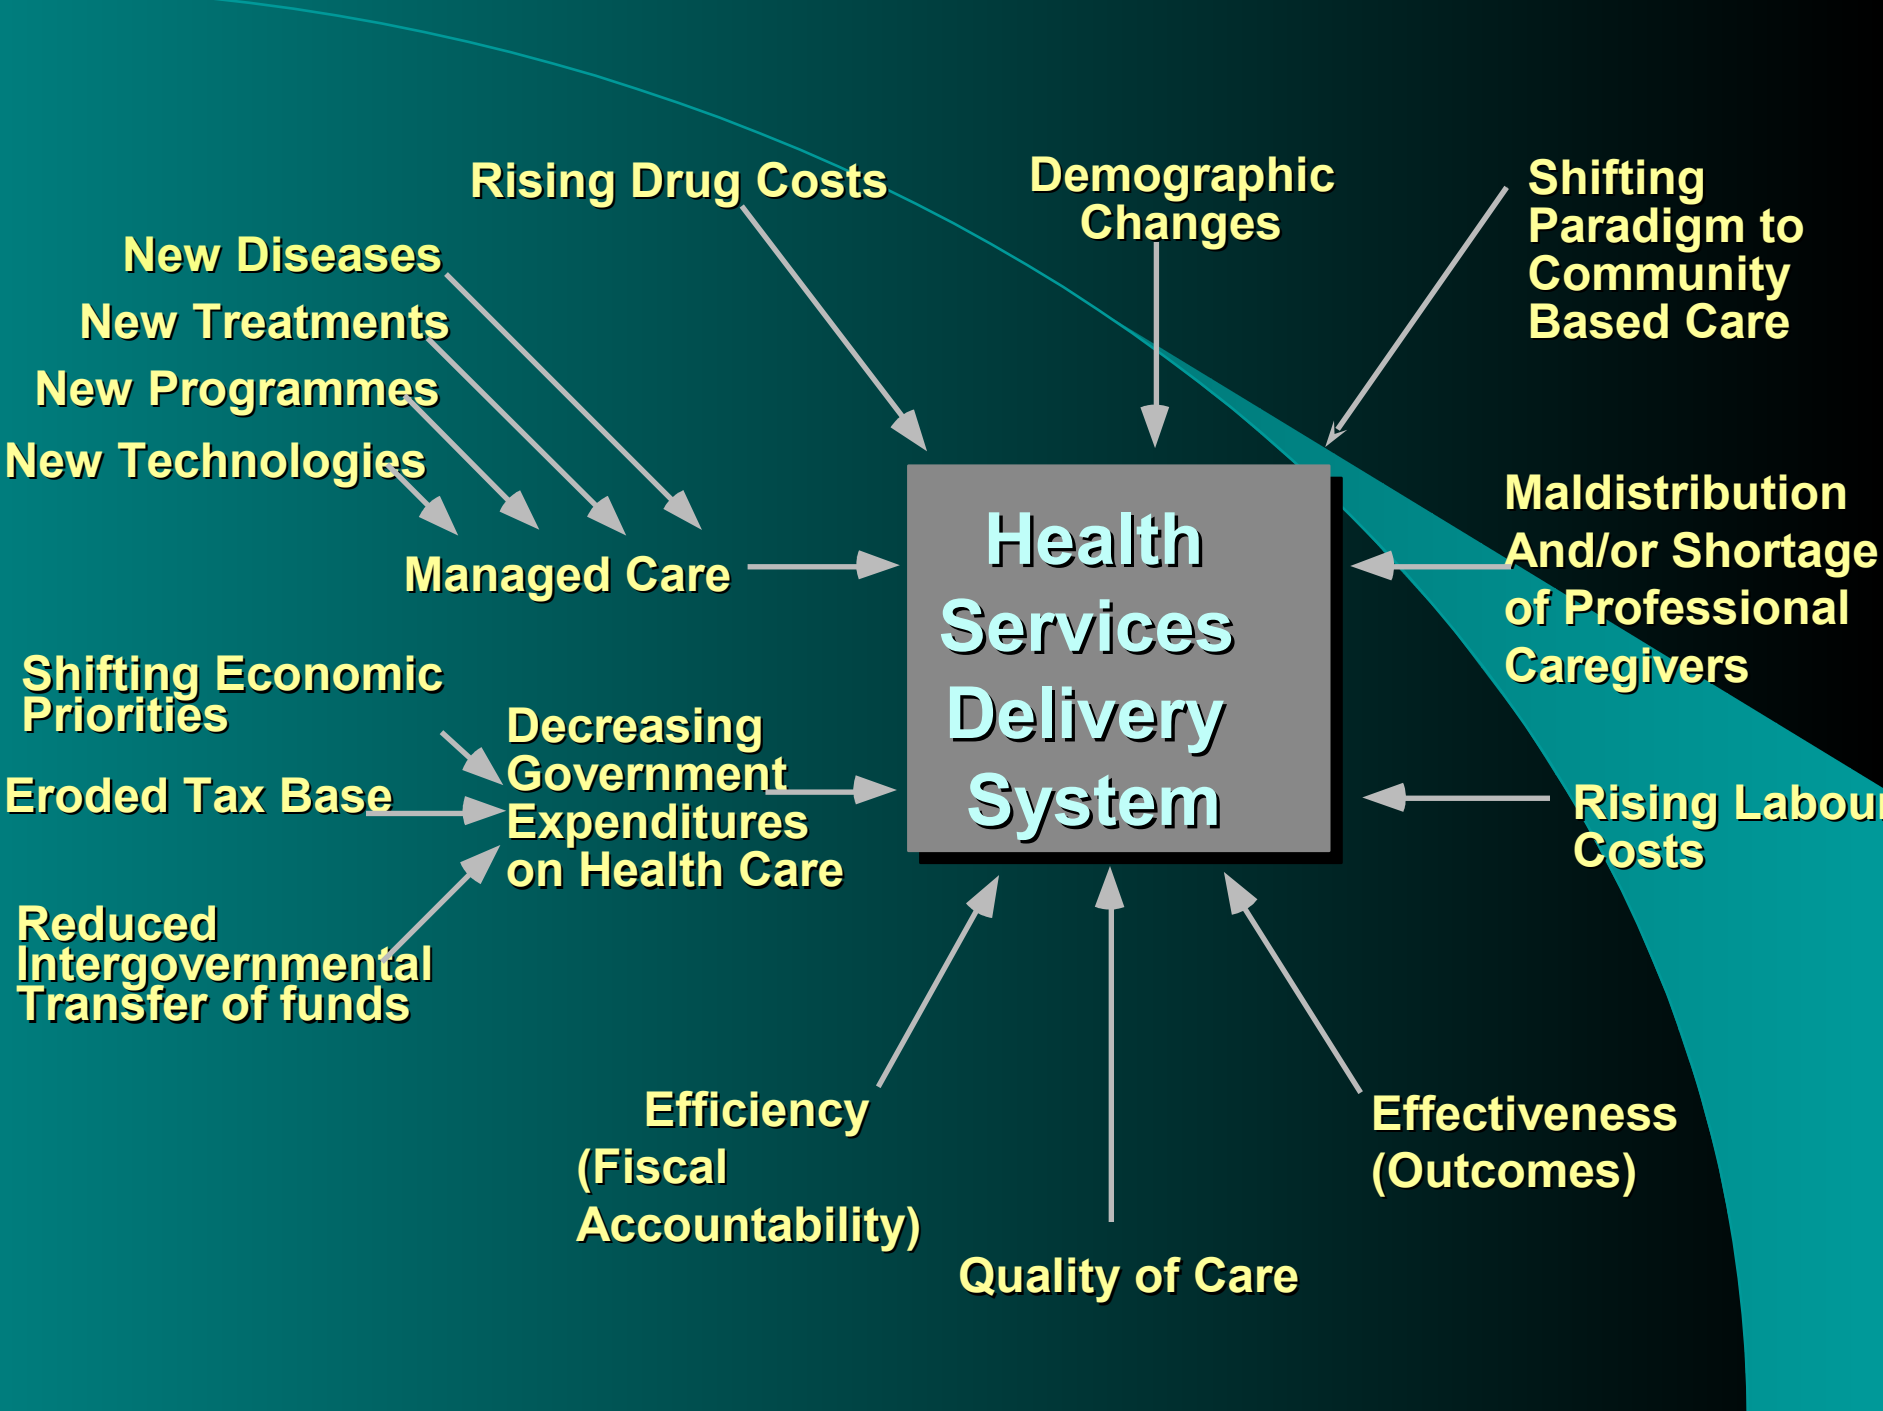 Rising Drug Costs
Demographic
Changes
Shifting
Paradigm to
Community
Based Care
New Diseases
New Treatments
New Programmes
New Technologies
Managed Care
Health
Services
Delivery
System
Maldistribution
And/or Shortage
of Professional
Caregivers
Shifting Economic
Priorities
Eroded Tax Base
Reduced
Intergovernmental
Transfer of funds
Decreasing
Government
Expenditures
on Health Care
Rising Labour
Costs
Efficiency
(Fiscal
Accountability)
Quality of Care
Effectiveness
(Outcomes)